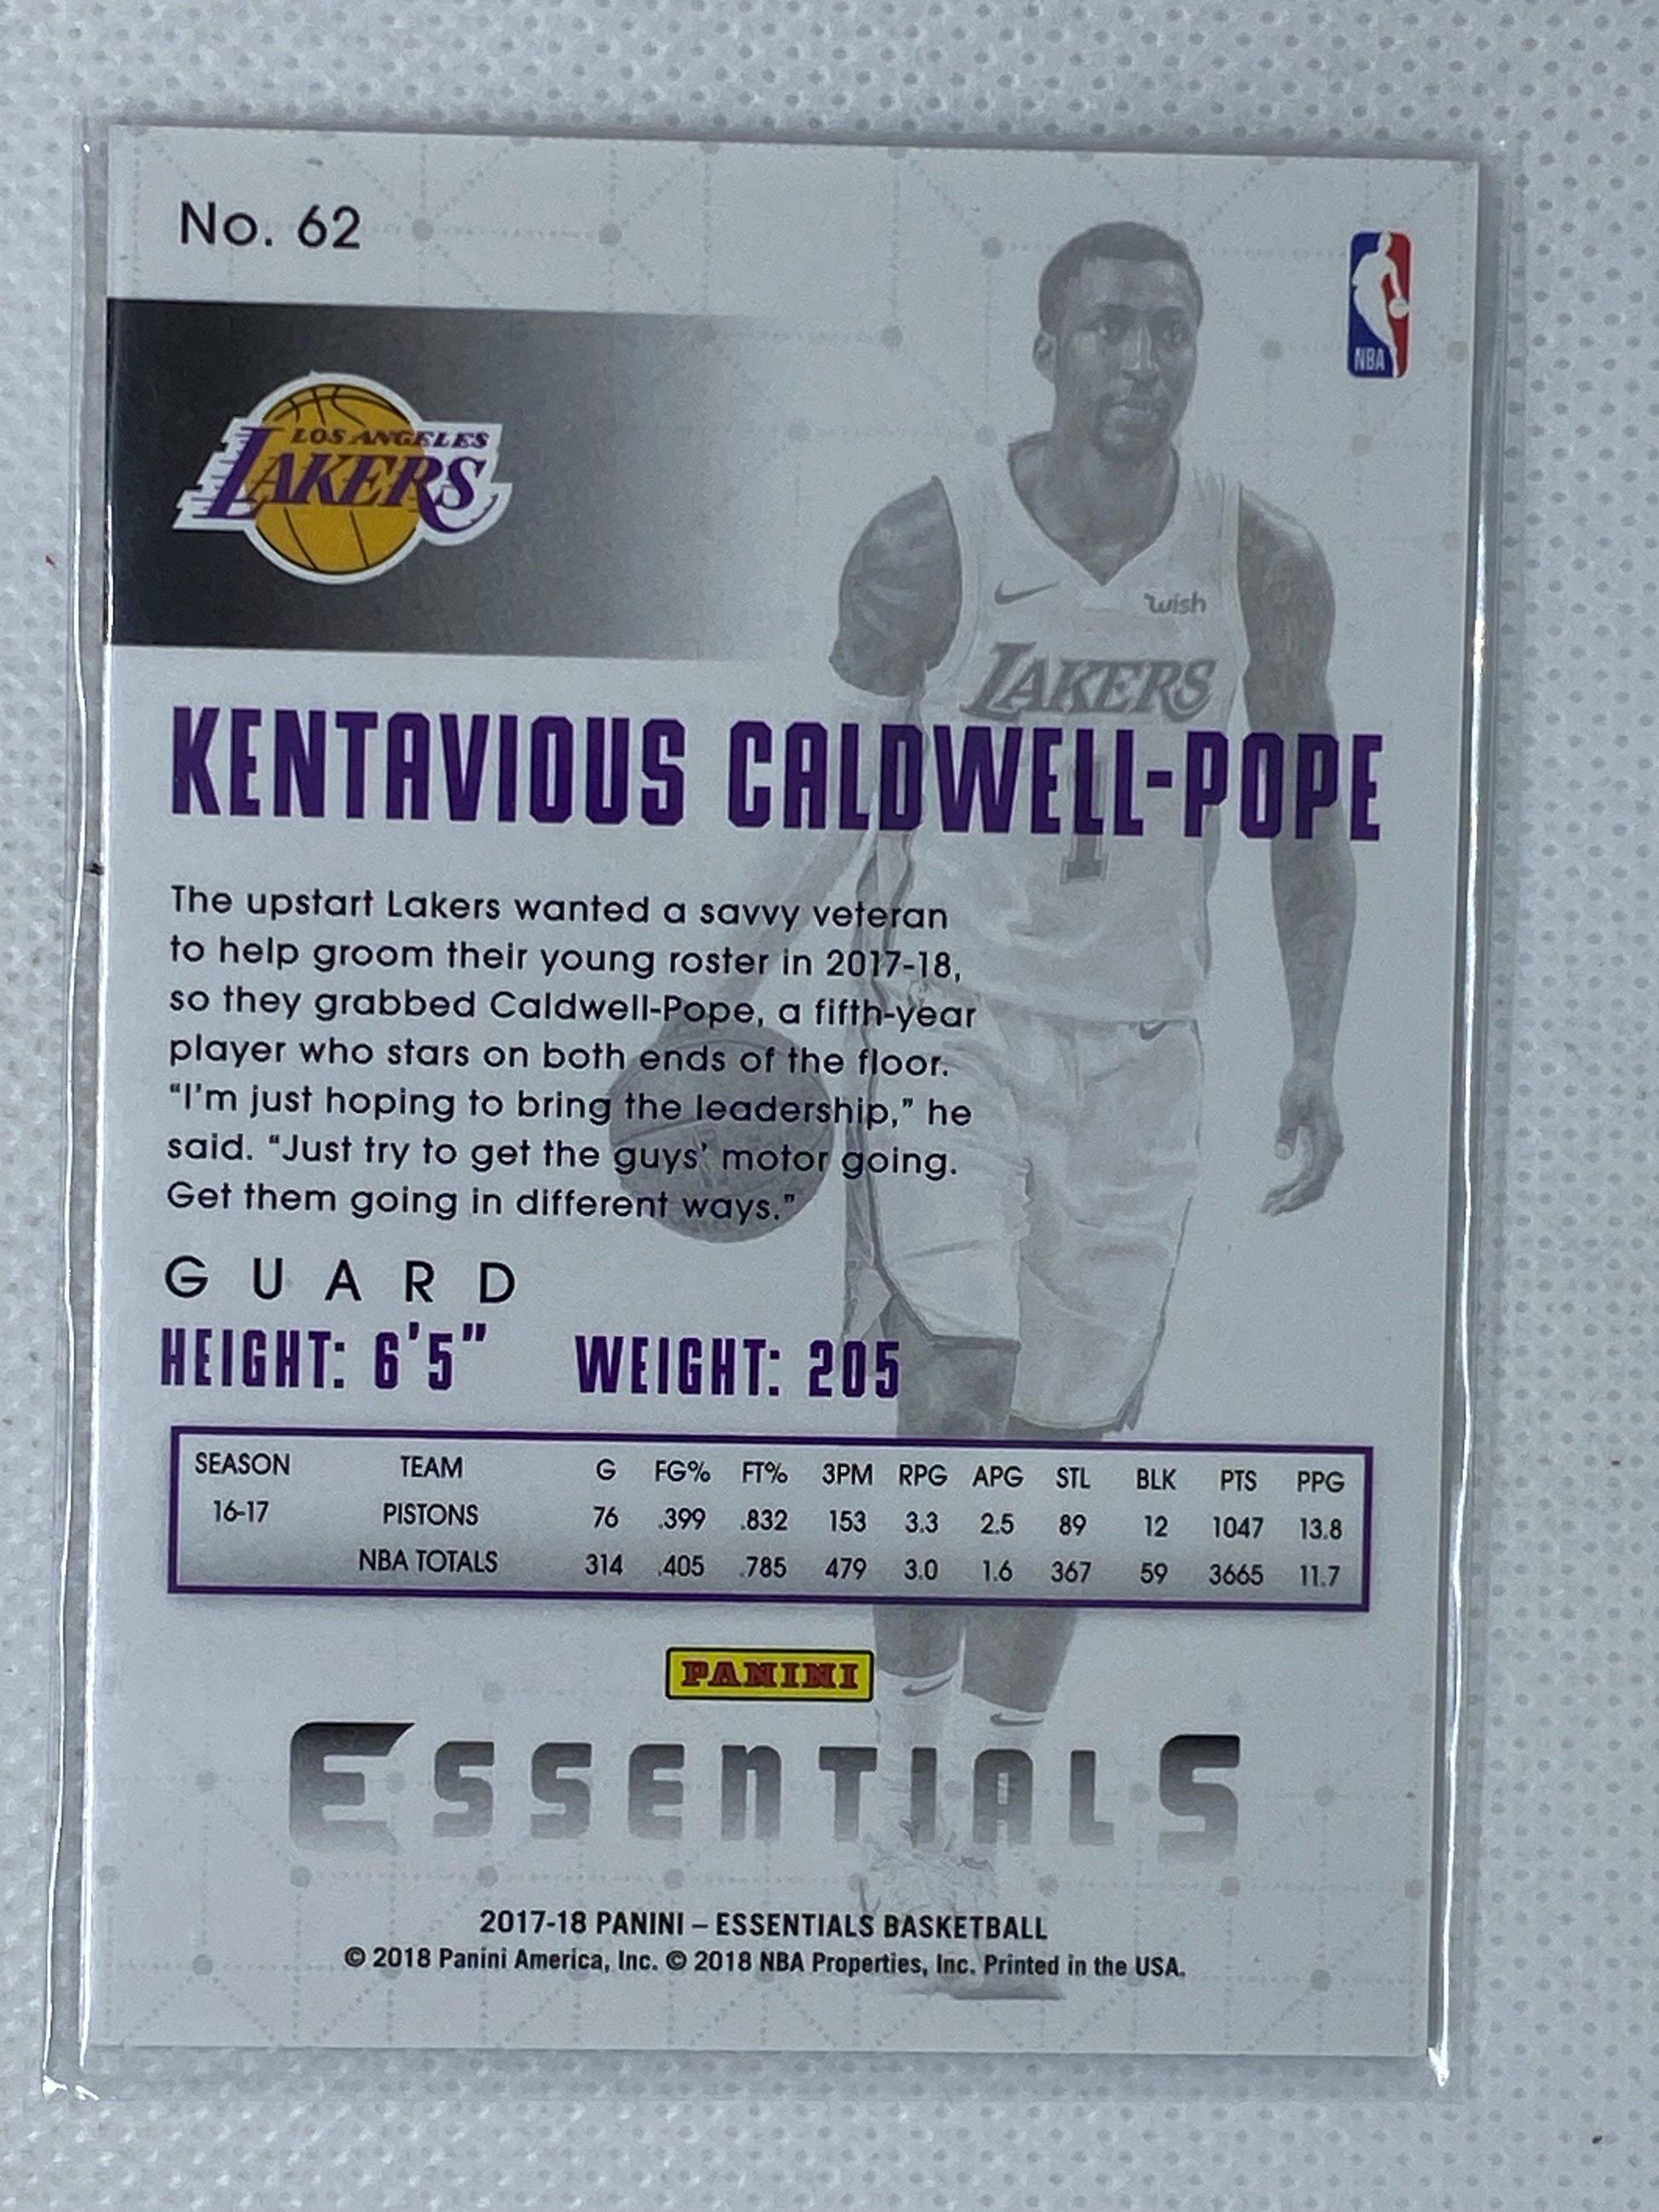 No. 62
NBA
LOS ANGELES
LAKERS
wish
LAKERS
1
KENTAVIOUS CALDWELL-POPE
The upstart Lakers wanted a savvy veteran
to help groom their young roster in 2017-18,
so they grabbed Caldwell-Pope, a fifth-year
player who stars on both ends of the floor.
“I’m just hoping to bring the leadership,” he
said. “Just try to get the guys’ motor going.
Get them going in different ways.”
GUARD
HEIGHT: 6'5" WEIGHT: 205
SEASON TEAM G FG% FT% 3PM RPG APG STL BLK PTS PPG
16-17 PISTONS 76 .399 .832 153 3.3 2.5 89 12 1047 13.8
NBA TOTALS 314 .405 .785 479 3.0 1.6 367 59 3665 11.7
PANINI
ESSENTIALS
2017-18 PANINI – ESSENTIALS BASKETBALL
© 2018 Panini America, Inc. © 2018 NBA Properties, Inc. Printed in the USA.